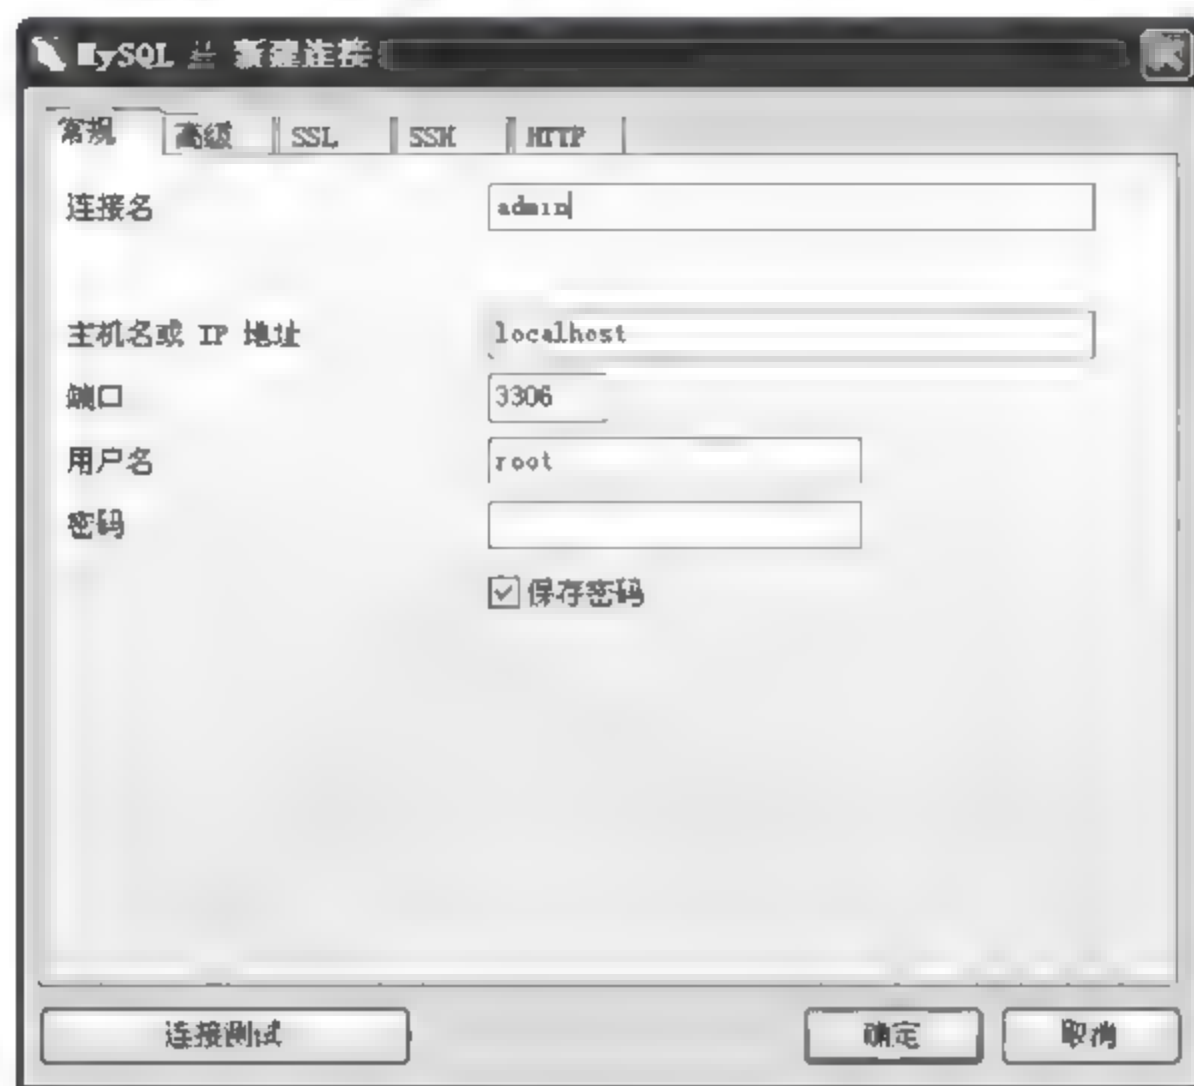 MySQL 新建连接
常规 高级 SSL SSH HTTP
连接名 admin
主机名或 IP 地址 localhost
端口 3306
用户名 root
密码
保存密码
连接测试 确定 取消